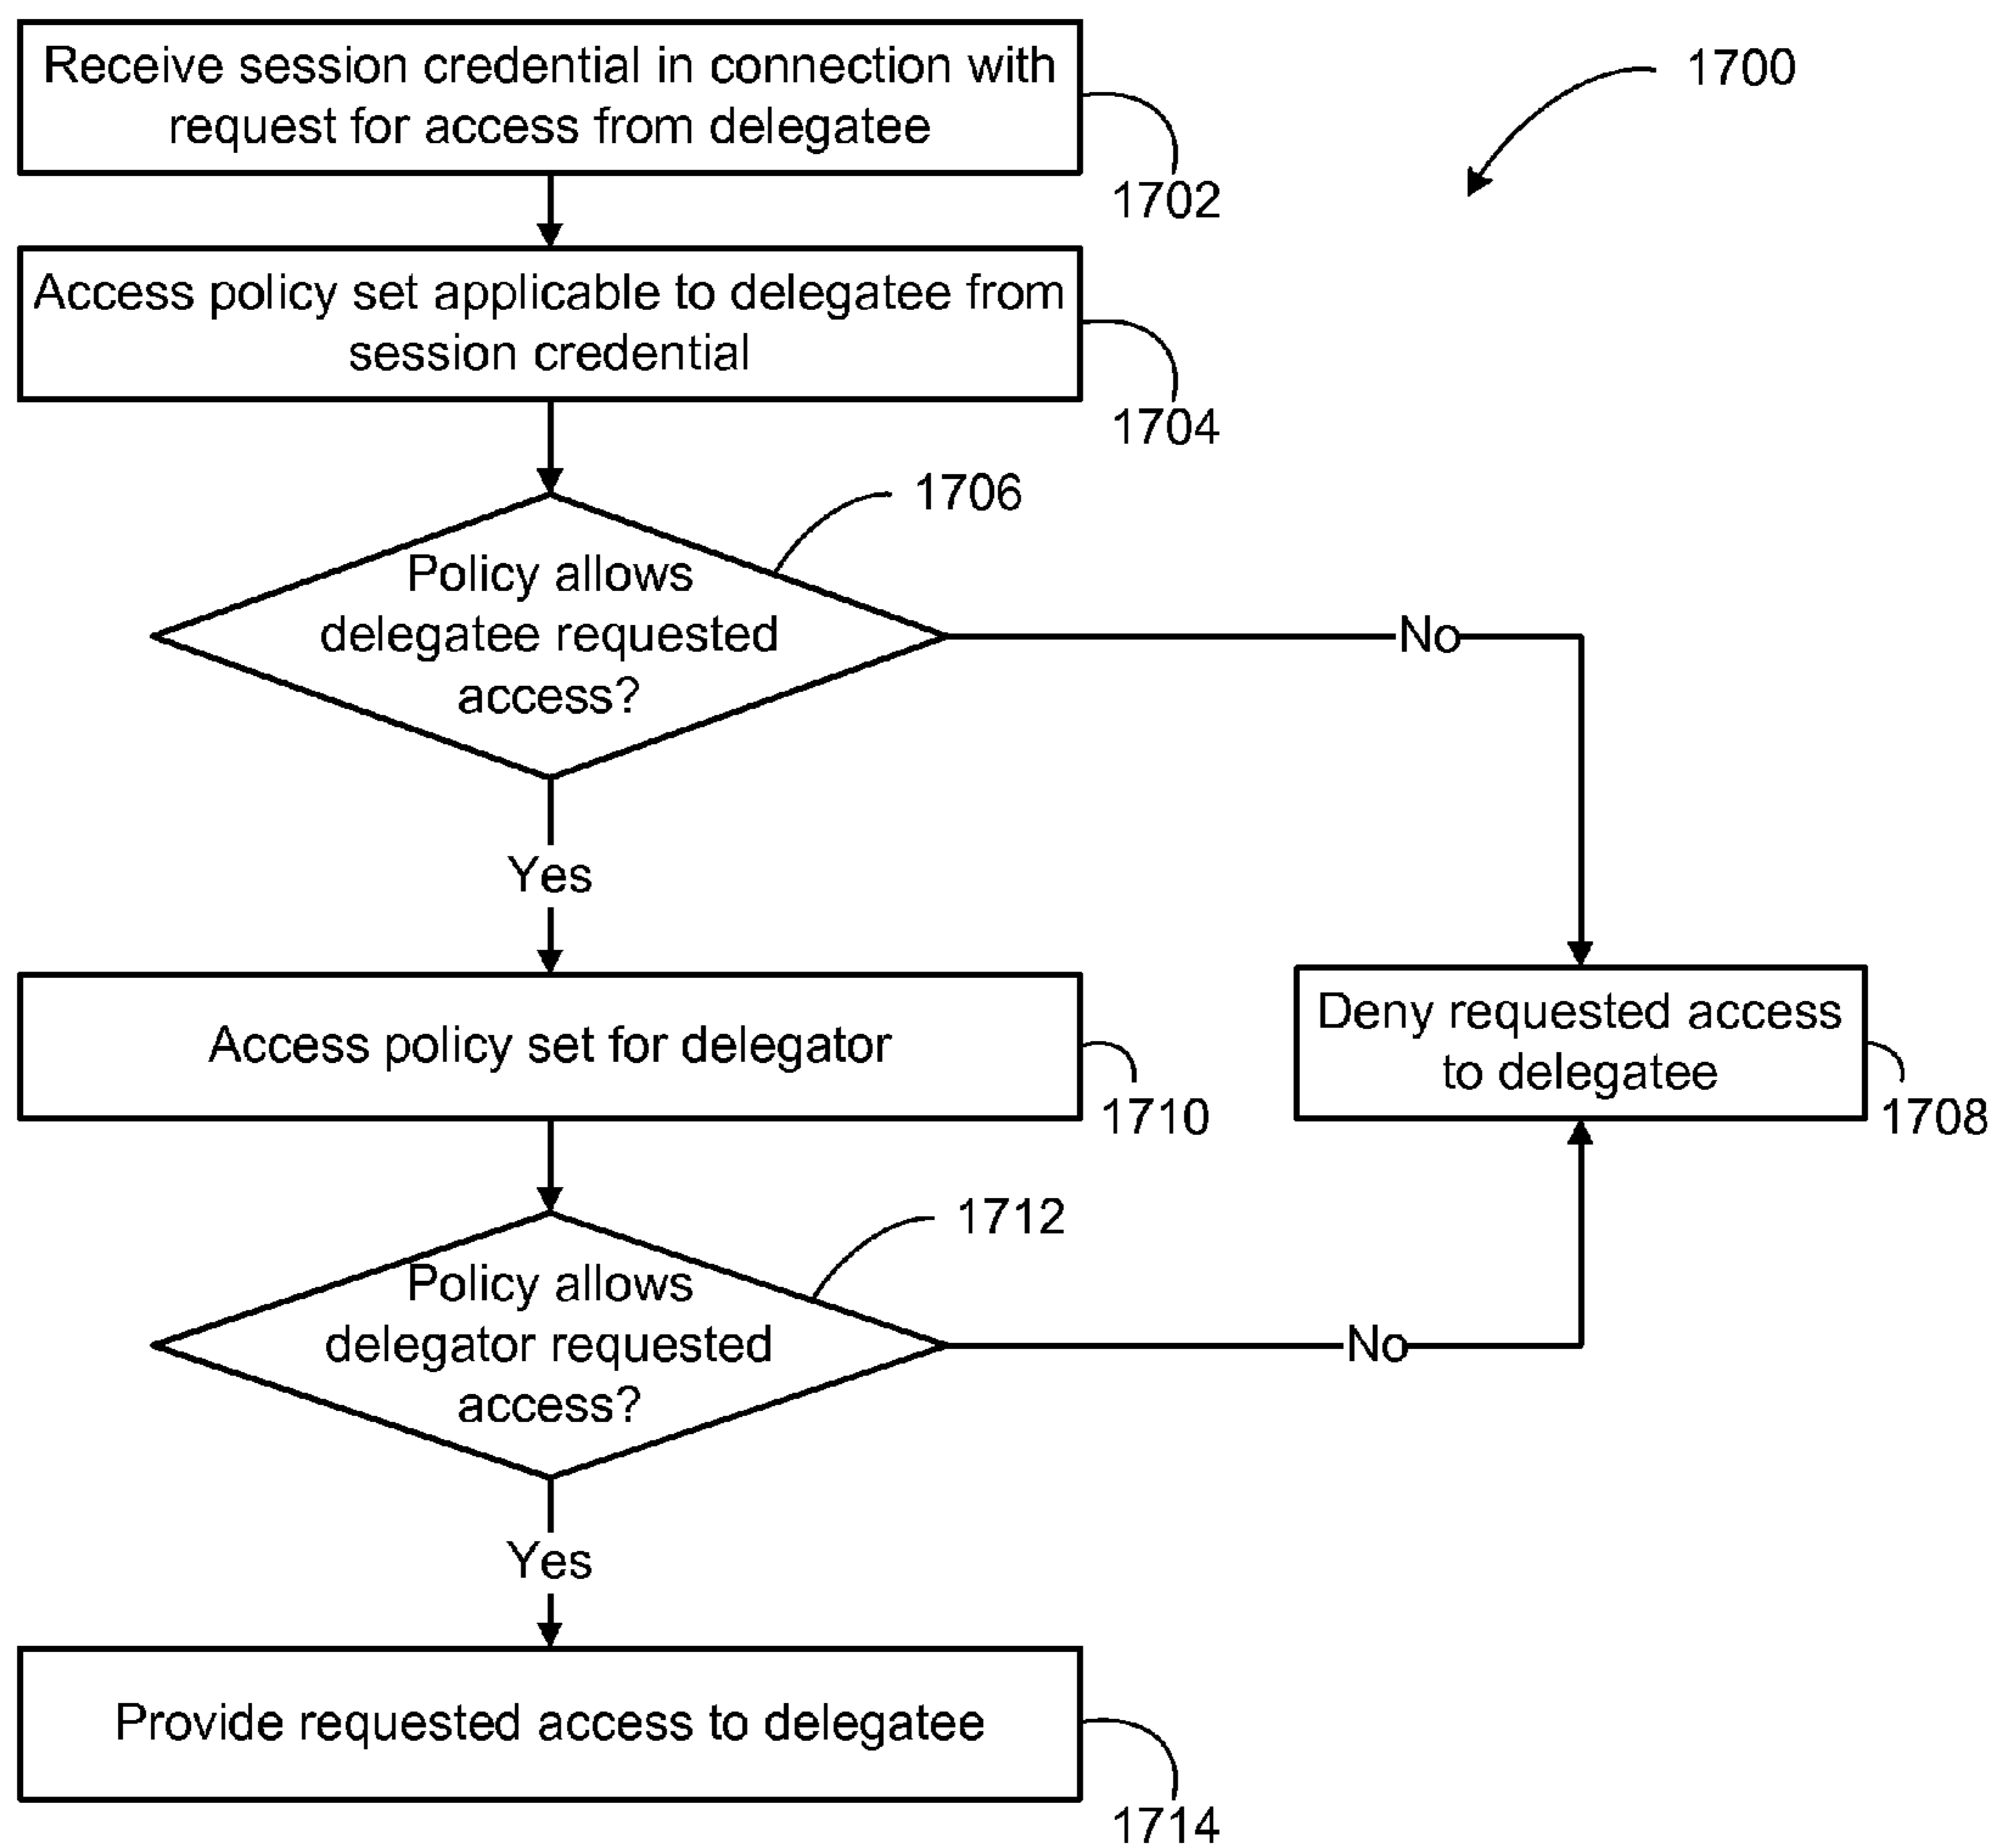 Receive session credential in connection with
request for access from delegatee
1700
1702
Access policy set applicable to delegatee from
session credential
1704
1706
Policy allows
delegatee requested
access?
No
Yes
Access policy set for delegator
1710
Deny requested access
to delegatee
1708
1712
Policy allows
delegator requested
access?
No
Yes
Provide requested access to delegatee
1714